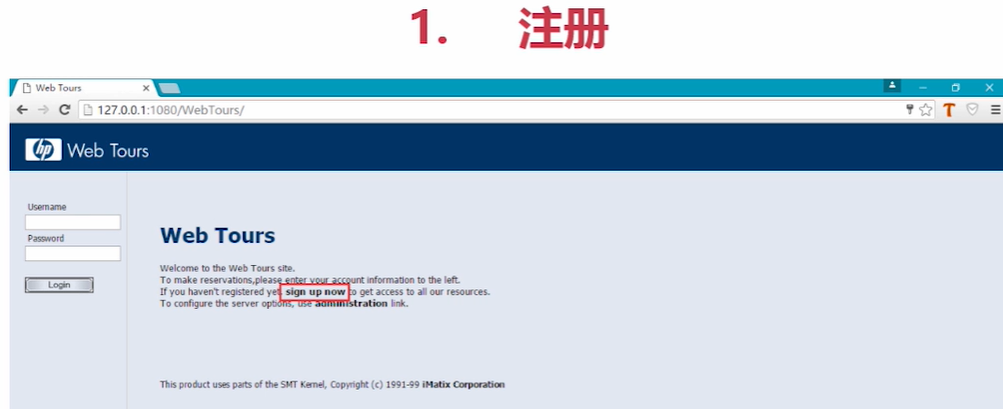 1. 注册
Web Tours
127.0.0.1:1080/WebTours/
hp Web Tours
Username
Password
Login
Web Tours
Welcome to the Web Tours site.
To make reservations,please enter your account information to the left.
If you haven't registered yet, sign up now to get access to all our resources.
To configure the server options, use administration link.
This product uses parts of the SMT Kernel, Copyright (c) 1991-99 iMatix Corporation